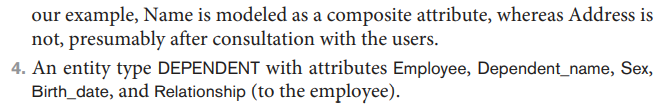 our example, Name is modeled as a composite attribute, whereas Address is
not, presumably after consultation with the users.
4. An entity type DEPENDENT with attributes Employee, Dependent_name, Sex,
Birth_date, and Relationship (to the employee).